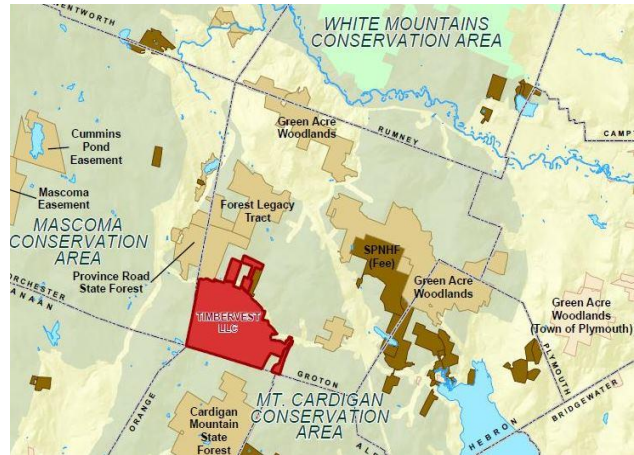 WENTWORTH
WHITE MOUNTAINS
CONSERVATION AREA
Cummins
Pond
Easement
Green Acre
Woodlands
RUMNEY
CAMP
Mascoma
Easement
Forest Legacy
Tract
MASCOMA
CONSERVATION
AREA
SPNHF
(Fee)
Province Road
State Forest
Green Acre
Woodlands
Green Acre
Woodlands
(Town of Plymouth)
ORCHESTER
ANAAN
TIMBERVEST
LLC
PLYMOUTH
GROTON
ORANGE
MT. CARDIGAN
CONSERVATION
AREA
BRIDGEWATER
HEBRON
Cardigan
Mountain
State
Forest
ALE